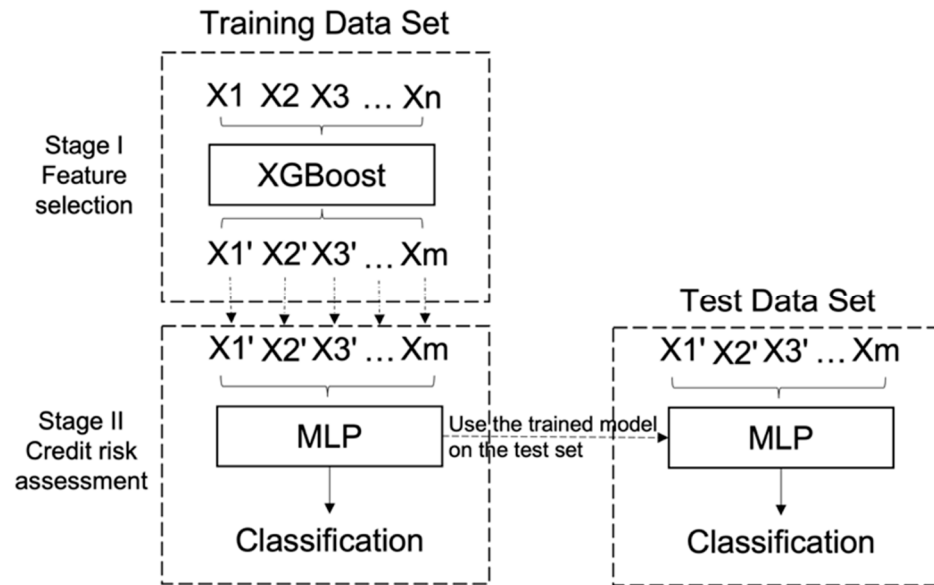 Training Data Set
X1 X2 X3 … Xn
Stage I
Feature
selection
XGBoost
X1' X2' X3' … Xm
Test Data Set
X1' X2' X3' … Xm
X1' X2' X3' … Xm
Stage II
Credit risk
assessment
MLP
Use the trained model
on the test set
MLP
Classification
Classification